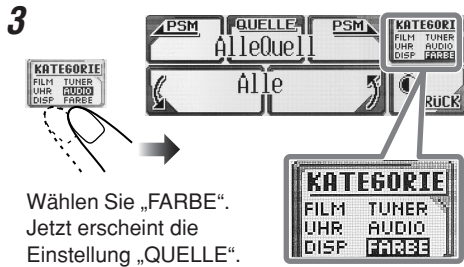 3
PSM QUELLE PSM
AlleQuell
Alle
KATEGORI
FILM TUNER
UHR AUDIO
DISP FARBE
RÜCK
KATEGORIE
FILM TUNER
UHR AUDIO
DISP FARBE
KATEGORIE
FILM TUNER
UHR AUDIO
DISP FARBE
Wählen Sie „FARBE“.
Jetzt erscheint die
Einstellung „QUELLE“.